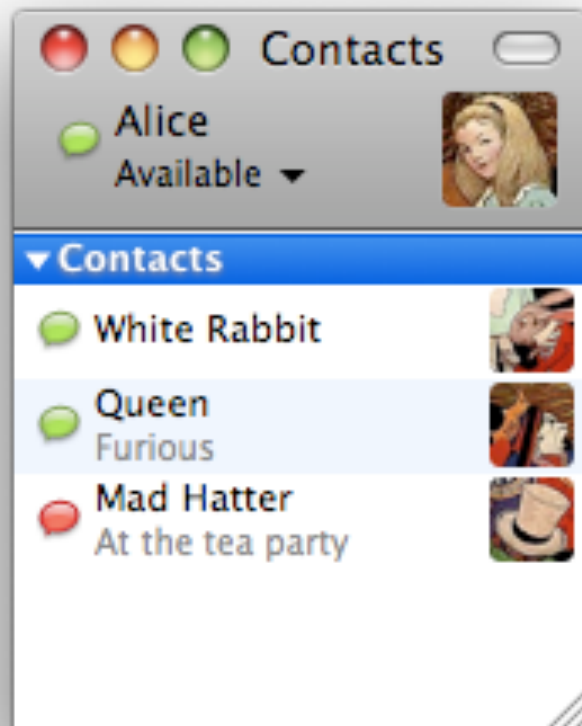 Contacts
Alice
Available
Contacts
White Rabbit
Queen
Furious
Mad Hatter
At the tea party